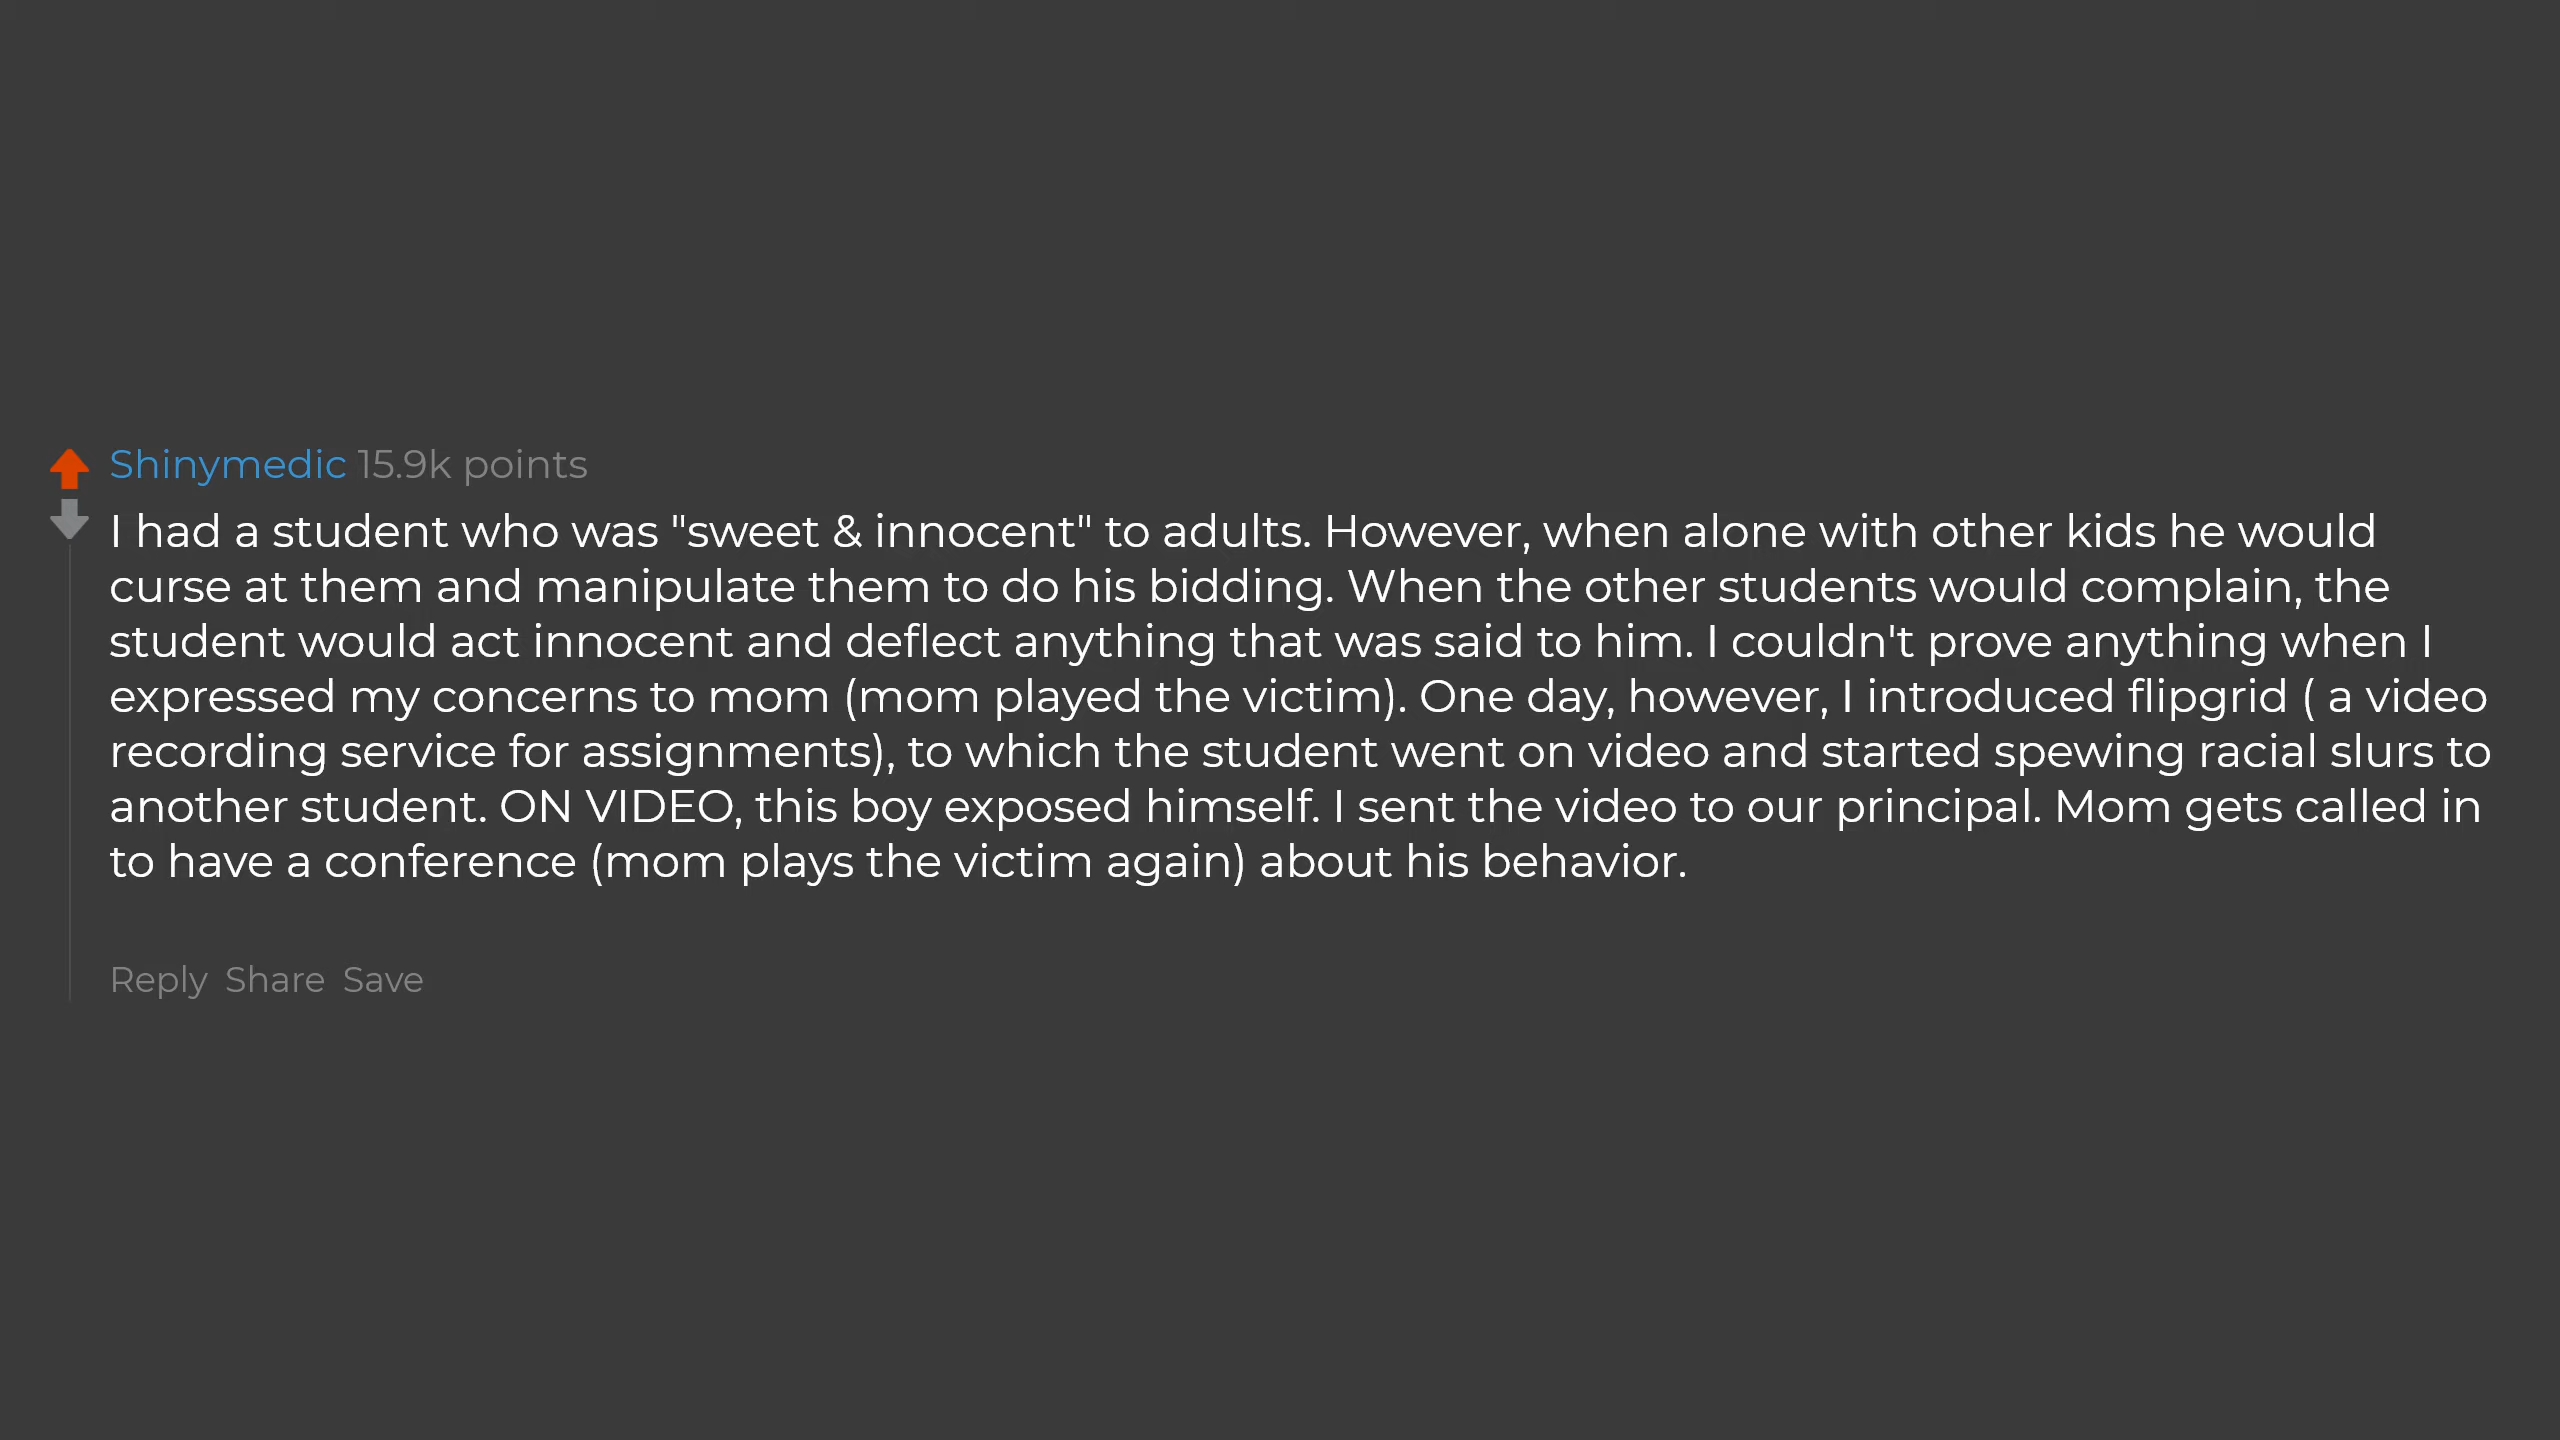 Shinymedic 15.9k points
I had a student who was "sweet & innocent" to adults. However, when alone with other kids he would
curse at them and manipulate them to do his bidding. When the other students would complain, the
student would act innocent and deflect anything that was said to him. I couldn't prove anything when I
expressed my concerns to mom (mom played the victim). One day, however, I introduced flipgrid ( a video
recording service for assignments), to which the student went on video and started spewing racial slurs to
another student. ON VIDEO, this boy exposed himself. I sent the video to our principal. Mom gets called in
to have a conference (mom plays the victim again) about his behavior.
Reply Share Save